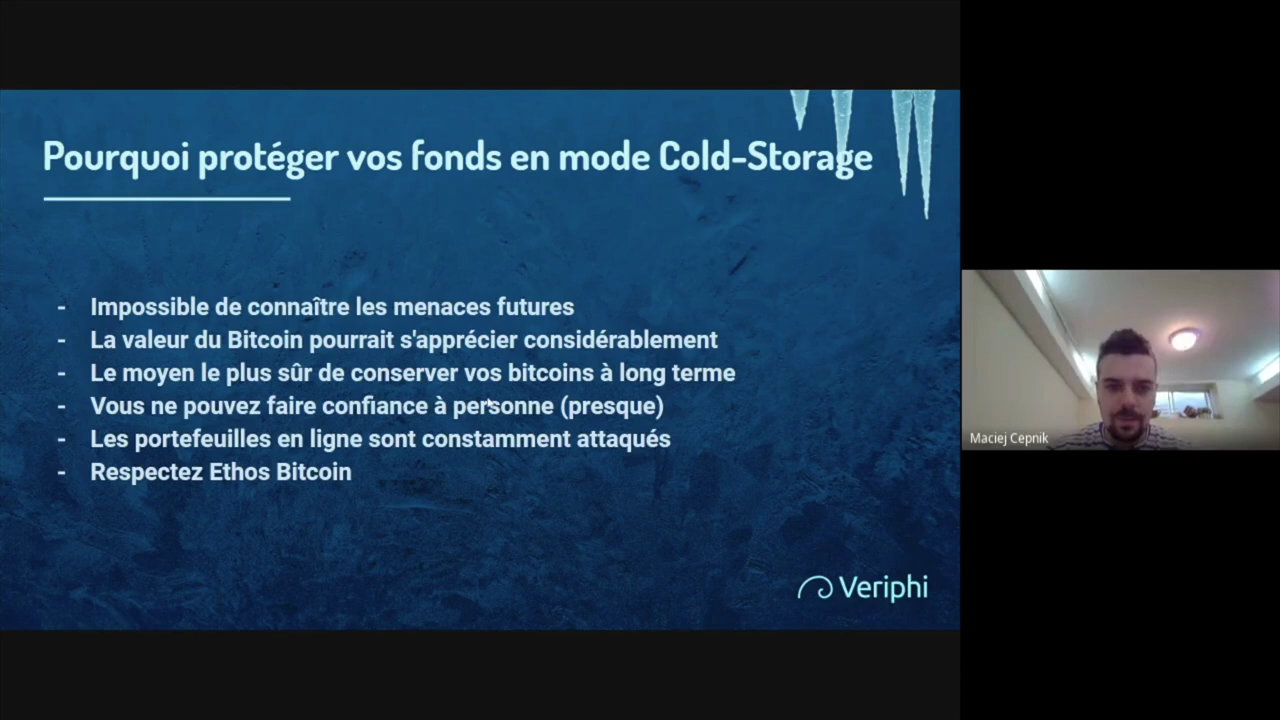 Pourquoi protéger vos fonds en mode Cold-Storage
- Impossible de connaître les menaces futures
- La valeur du Bitcoin pourrait s'apprécier considérablement
- Le moyen le plus sûr de conserver vos bitcoins à long terme
- Vous ne pouvez faire confiance à personne (presque)
- Les portefeuilles en ligne sont constamment attaqués
- Respectez Ethos Bitcoin
Veriphi
Maciej Cepnik